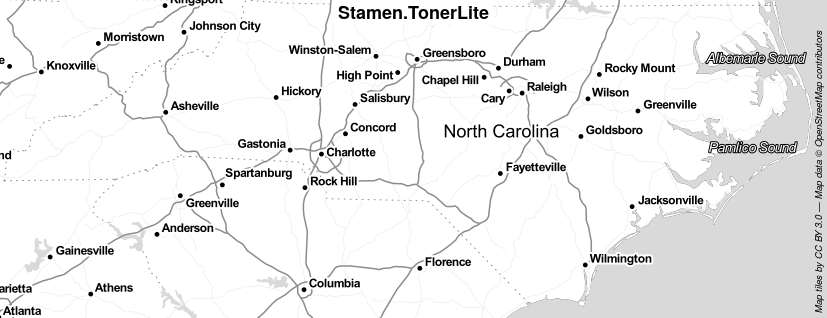 Stamen.TonerLite
Kingsport
Johnson City
Morristown
Knoxville
Winston-Salem
Greensboro
High Point
Durham
Chapel Hill
Albemarle Sound
Rocky Mount
Hickory
Salisbury
Cary
Raleigh
Wilson
Greenville
Asheville
Concord
North Carolina
Goldsboro
Gastonia
Charlotte
Pamlico Sound
Spartanburg
Rock Hill
Fayetteville
Greenville
Jacksonville
Anderson
Gainesville
Florence
Wilmington
Columbia
Athens
arietta
Atlanta
nd
e
Map tiles by CC BY 3.0 — Map data © OpenStreetMap contributors